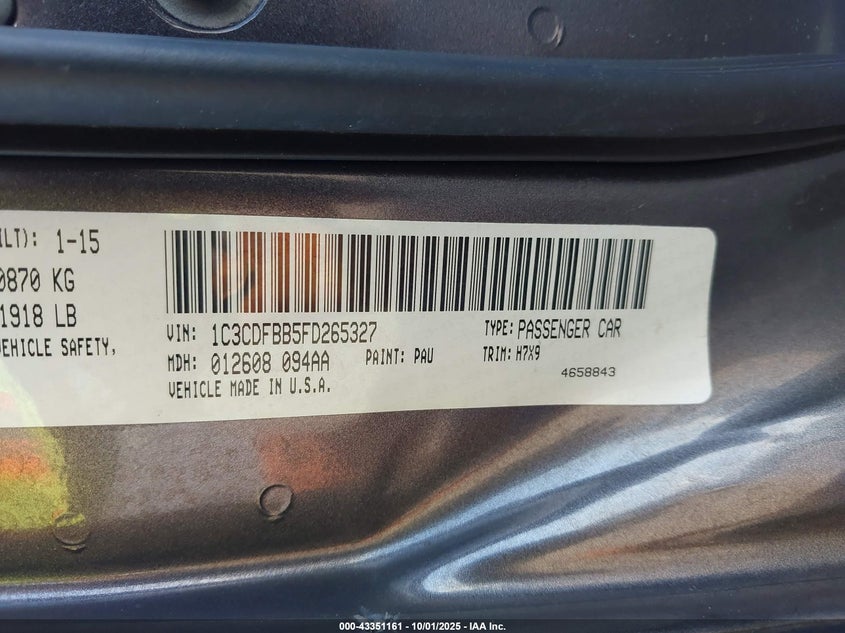 ILT): 1-15
0870 KG
1918 LB
VEHICLE SAFETY,
VIN: 1C3CDFBB5FD265327 TYPE: PASSENGER CAR
MDH: 012608 094AA PAINT: PAU TRIM: H7X9
VEHICLE MADE IN U.S.A. 4658843
000-43351161 - 10/01/2025 - IAA Inc.